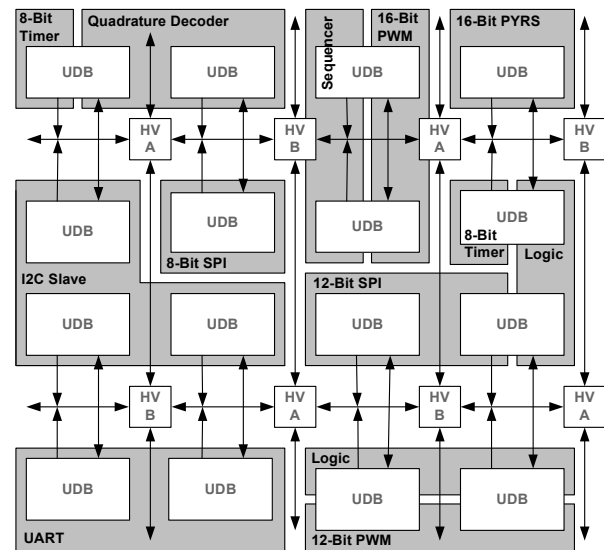 8-Bit Timer
Quadrature Decoder
Sequencer
16-Bit PWM
16-Bit PYRS
UDB
UDB
UDB
UDB
HV A
HV B
HV A
HV B
UDB
UDB
UDB
UDB
8-Bit SPI
8-Bit Timer
Logic
I2C Slave
12-Bit SPI
UDB
UDB
UDB
UDB
HV B
HV A
HV B
HV A
Logic
UDB
UDB
UDB
UDB
UART
12-Bit PWM